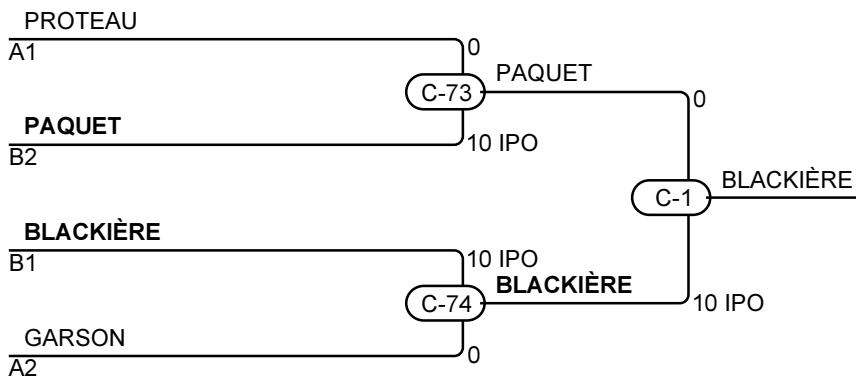 PROTEAU
A1
0
C-73
PAQUET
PAQUET
B2
10 IPO
0
C-1
BLACKIÈRE
BLACKIÈRE
B1
10 IPO
C-74
BLACKIÈRE
10 IPO
GARSON
A2
0